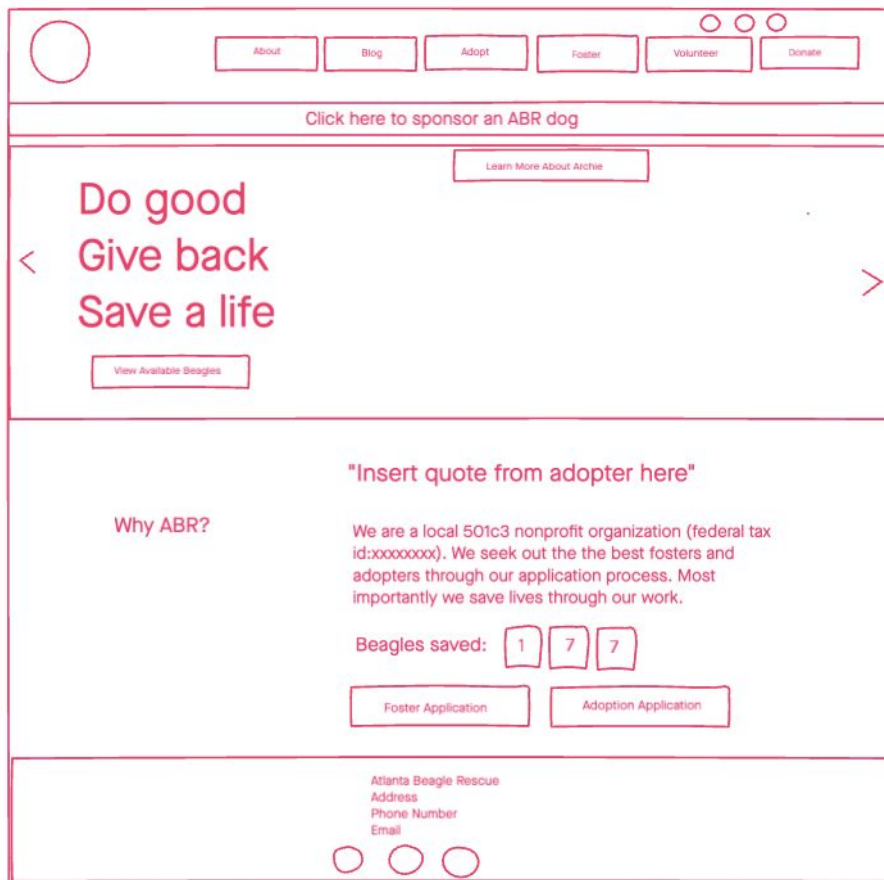 About
Blog
Adopt
Foster
Volunteer
Donate
Click here to sponsor an ABR dog
Learn More About Archie
Do good
Give back
Save a life
View Available Beagles
"Insert quote from adopter here"
Why ABR?
We are a local 501c3 nonprofit organization (federal tax
id:xxxxxxxx). We seek out the the best fosters and
adopters through our application process. Most
importantly we save lives through our work.
Beagles saved: 1 7 7
Foster Application
Adoption Application
Atlanta Beagle Rescue
Address
Phone Number
Email